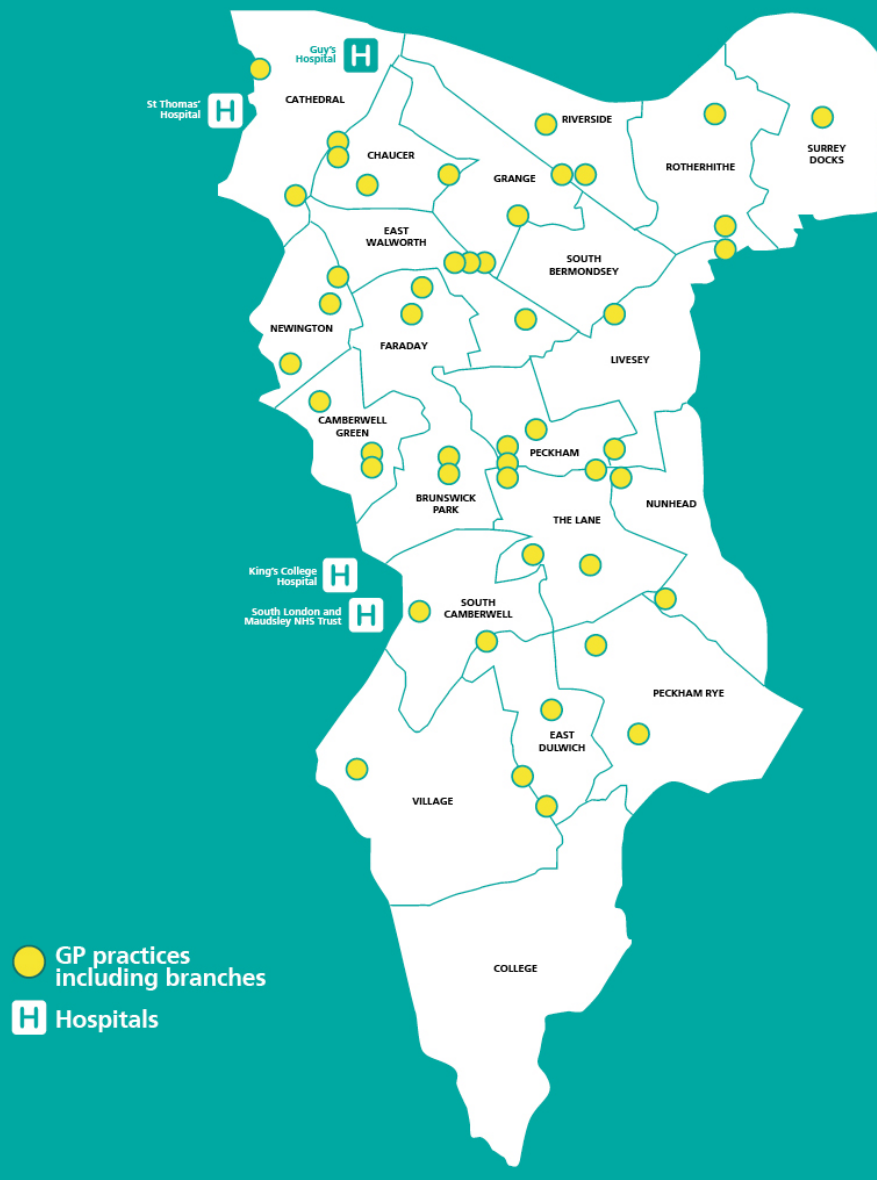 Guy's
Hospital
H
CATHEDRAL
St Thomas'
Hospital
H
RIVERSIDE
CHAUCER
GRANGE
ROTHERHITHE
SURREY
DOCKS
EAST
WALWORTH
SOUTH
BERMONDSEY
NEWINGTON
FARADAY
LIVESEY
CAMBERWELL
GREEN
PECKHAM
BRUNSWICK
PARK
NUNHEAD
THE LANE
King's College
Hospital
H
South London and
Maudsley NHS Trust
H
SOUTH
CAMBERWELL
PECKHAM RYE
EAST
DULWICH
VILLAGE
COLLEGE
GP practices
including branches
H
Hospitals